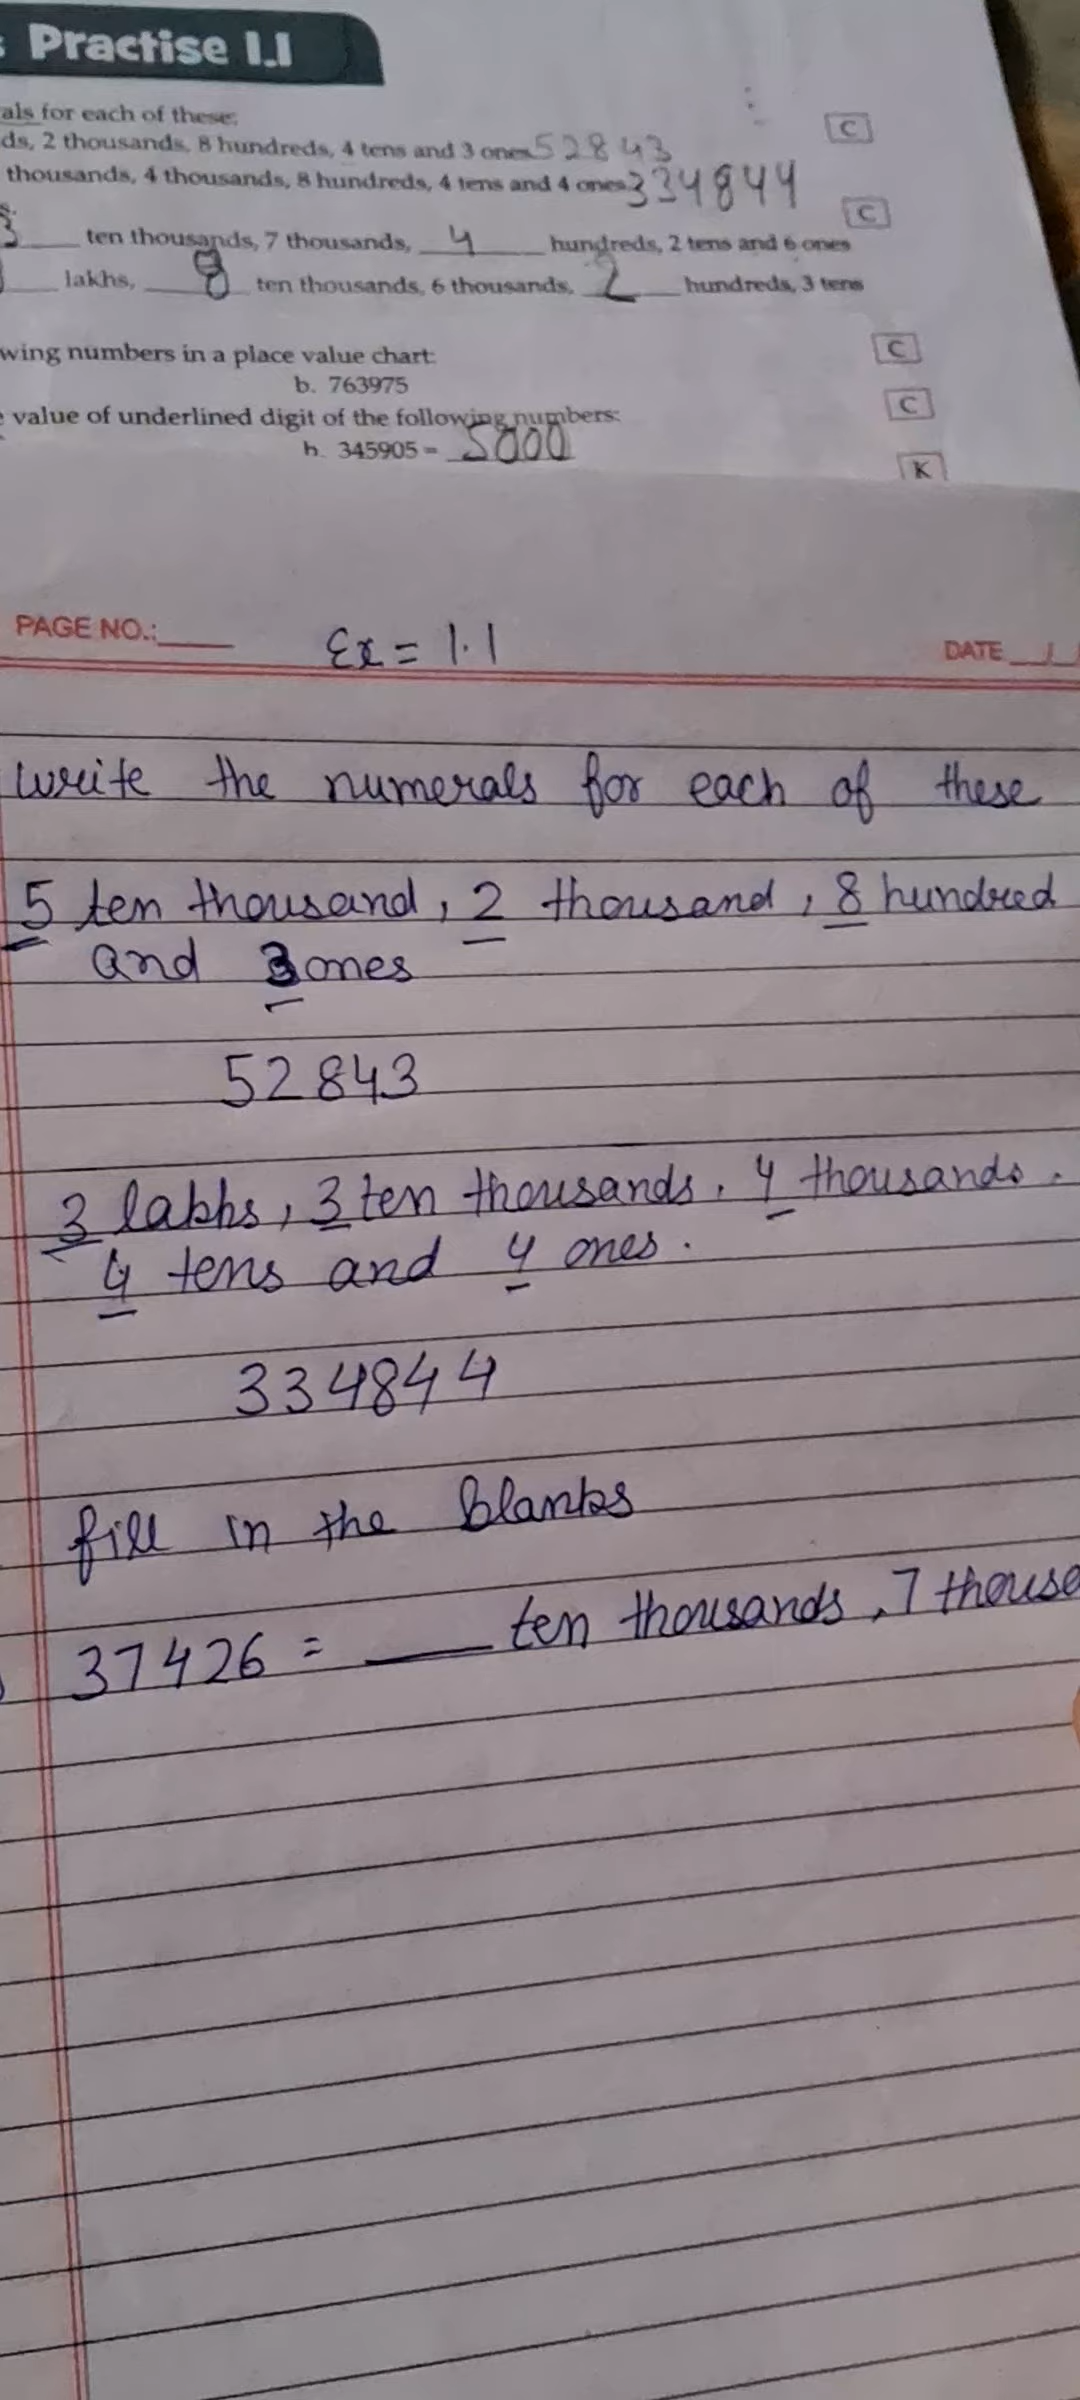 Practise 1.1
als for each of these:
ds, 2 thousands, 8 hundreds, 4 tens and 3 ones 52843
thousands, 4 thousands, 8 hundreds, 4 tens and 4 ones 334844
C
C
3 ten thousands, 7 thousands, 4 hundreds, 2 tens and 6 ones
lakhs, 8 ten thousands, 6 thousands, 2 hundreds, 3 tens
wing numbers in a place value chart:
C
b. 763975
value of underlined digit of the following numbers:
C
h. 345905 = 5000
K
PAGE NO.: Ex = 1.1 DATE
write the numerals for each of these
5 ten thousand, 2 thousand, 8 hundred
and 3 ones
52843
3 lakhs, 3 ten thousands, 4 thousands.
4 tens and 4 ones.
334844
fill in the blanks
37426 = ___ ten thousands, 7 thouse